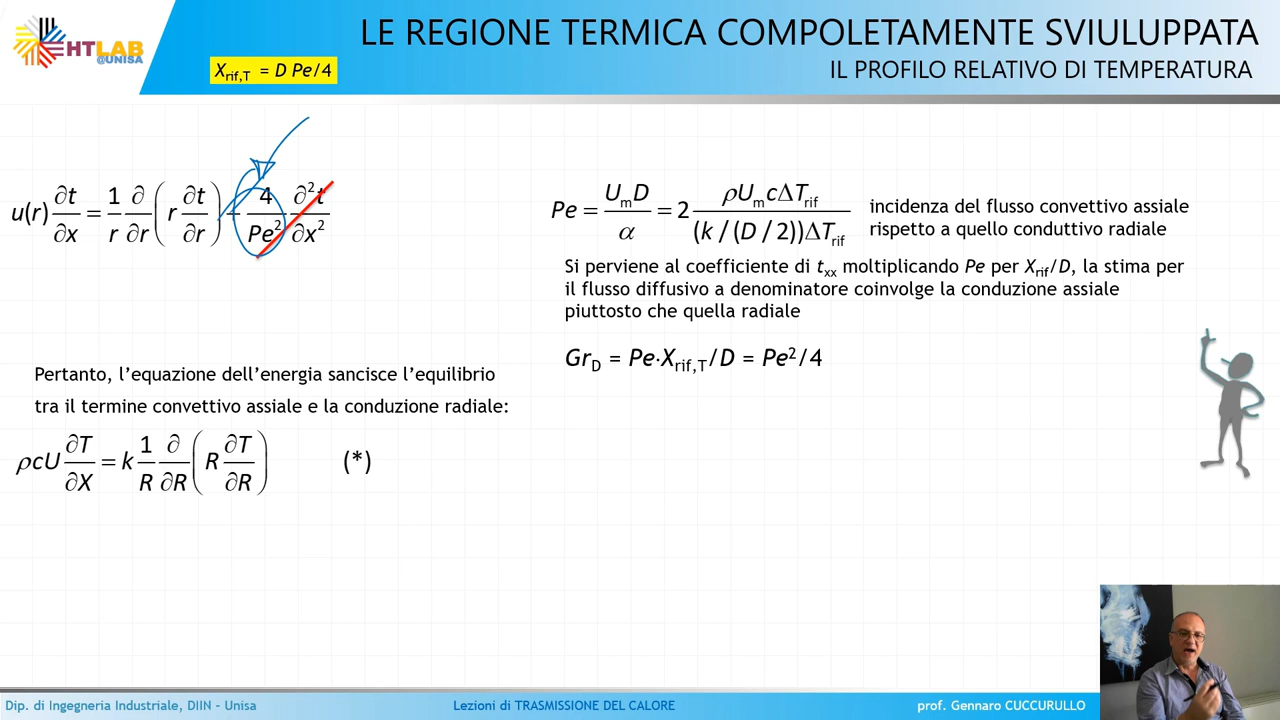 HTLAB
@UNISA
LE REGIONE TERMICA COMPOLETAMENTE SVIULUPPATA
IL PROFILO RELATIVO DI TEMPERATURA
X_rif,T = D Pe/4
u(r) ∂t/∂x = 1/r ∂/∂r ( r ∂t/∂r ) + 4/Pe² ∂²t/∂x²
Pe = U_m D/α = 2 ρU_m cΔT_rif/((k/(D/2))ΔT_rif)
incidenza del flusso convettivo assiale
rispetto a quello conduttivo radiale
Si perviene al coefficiente di t_xx moltiplicando Pe per X_rif/D, la stima per
il flusso diffusivo a denominatore coinvolge la conduzione assiale
piuttosto che quella radiale
Gr_D = Pe·X_rif,T/D = Pe²/4
Pertanto, l'equazione dell'energia sancisce l'equilibrio
tra il termine convettivo assiale e la conduzione radiale:
ρcU ∂T/∂X = k 1/R ∂/∂R ( R ∂T/∂R ) (*)
Dip. di Ingegneria Industriale, DIIN - Unisa
Lezioni di TRASMISSIONE DEL CALORE
prof. Gennaro CUCCURULLO